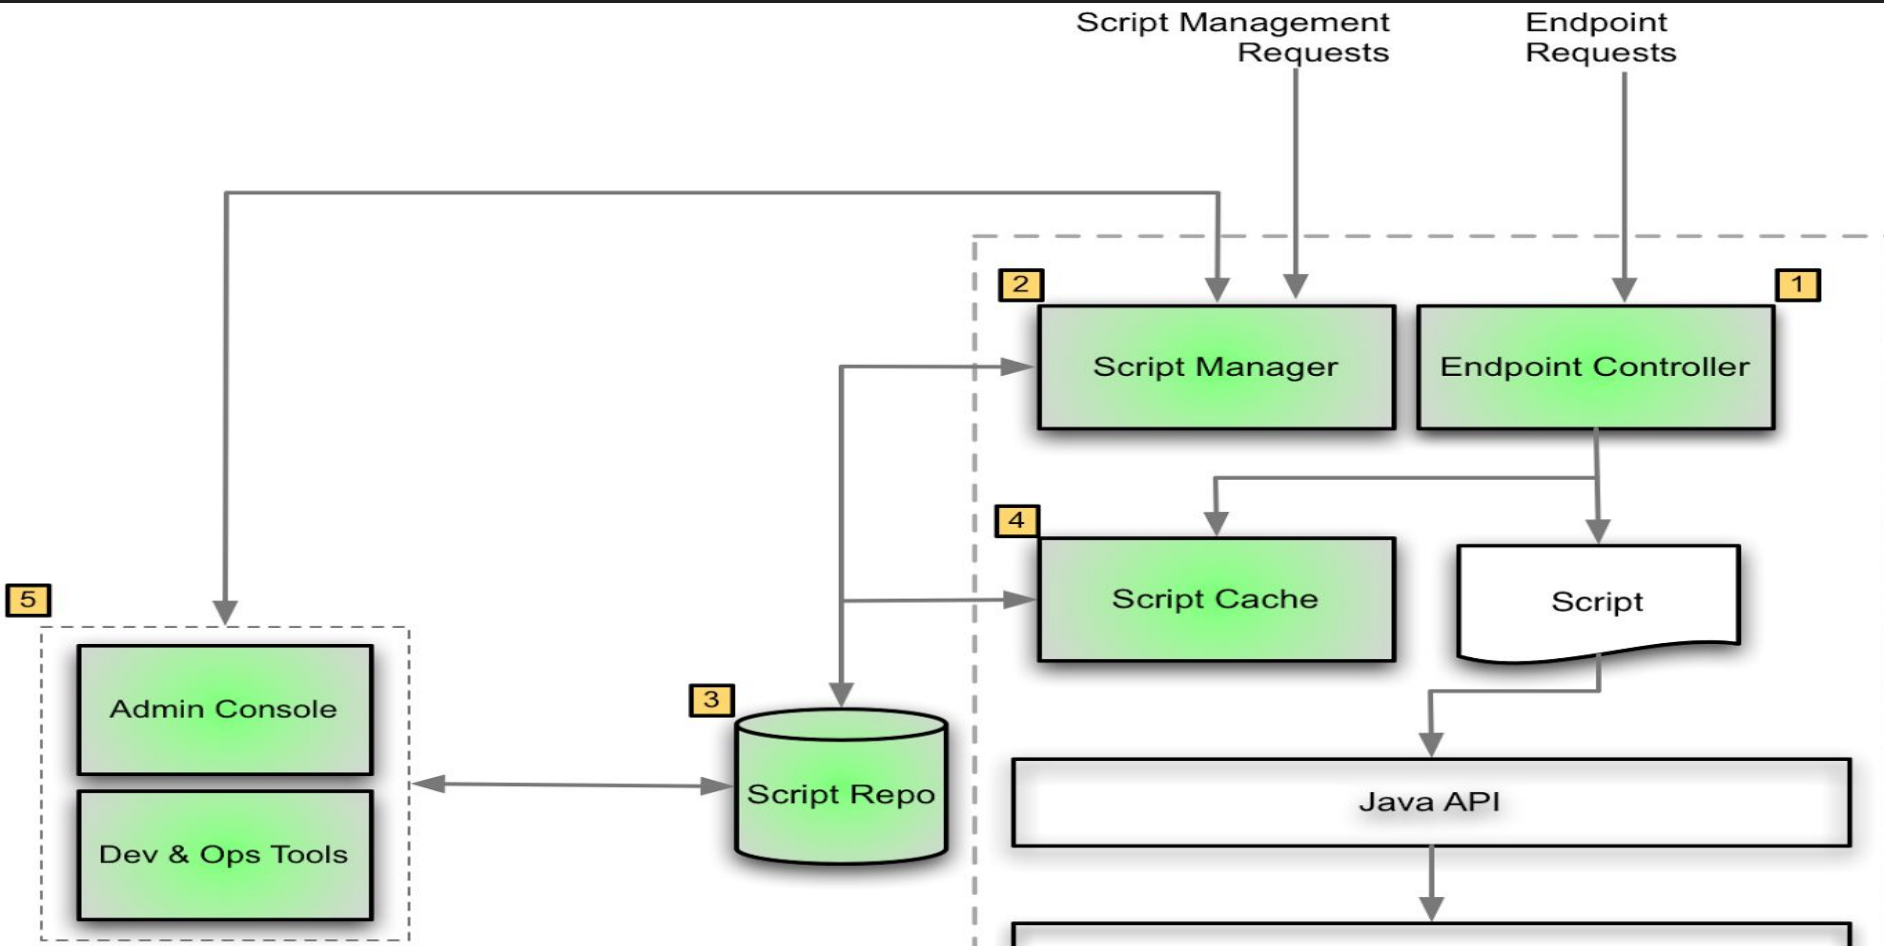 Script Management
Requests
Endpoint
Requests
2
1
Script Manager
Endpoint Controller
4
Script Cache
Script
5
Admin Console
3
Script Repo
Java API
Dev & Ops Tools